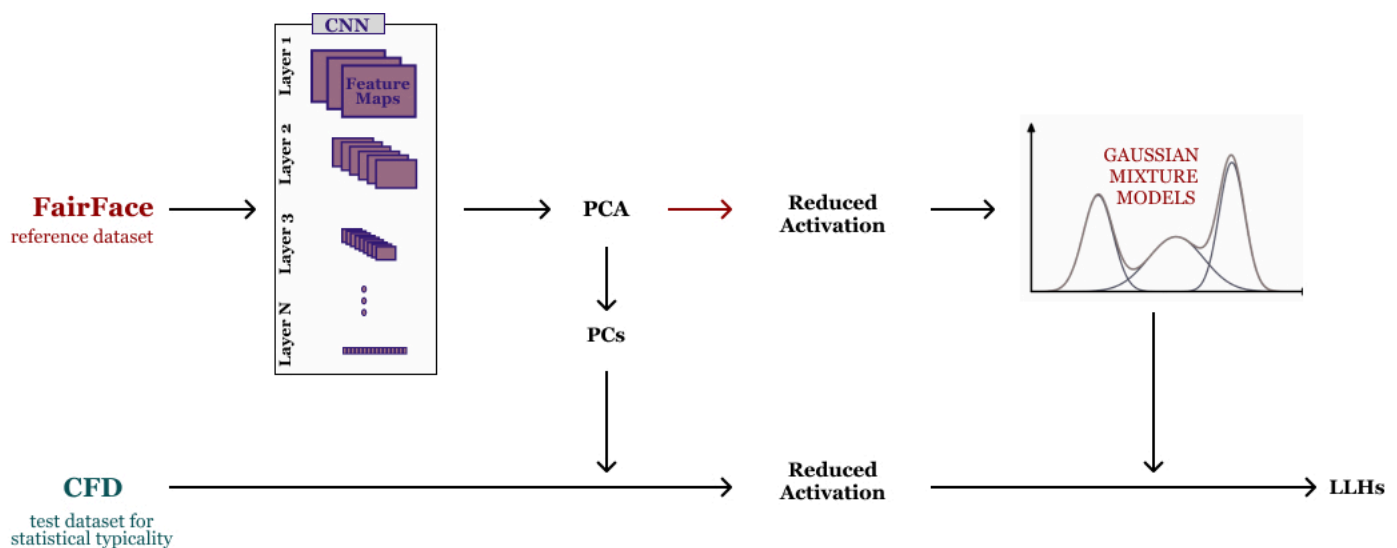 CNN
Layer 1
Feature
Maps
Layer 2
Layer 3
Layer N
FairFace
reference dataset
PCA
PCs
Reduced
Activation
GAUSSIAN
MIXTURE
MODELS
CFD
test dataset for
statistical typicality
Reduced
Activation
LLHs